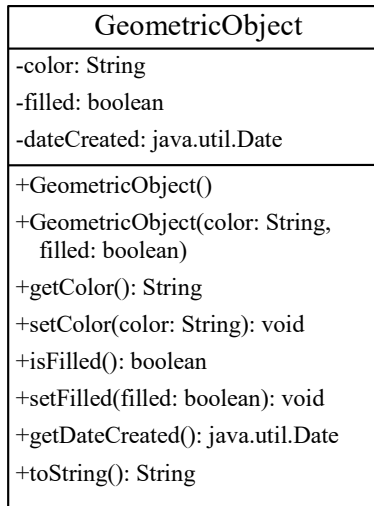 GeometricObject
-color: String
-filled: boolean
-dateCreated: java.util.Date
+GeometricObject()
+GeometricObject(color: String,
filled: boolean)
+getColor(): String
+setColor(color: String): void
+isFilled(): boolean
+setFilled(filled: boolean): void
+getDateCreated(): java.util.Date
+toString(): String